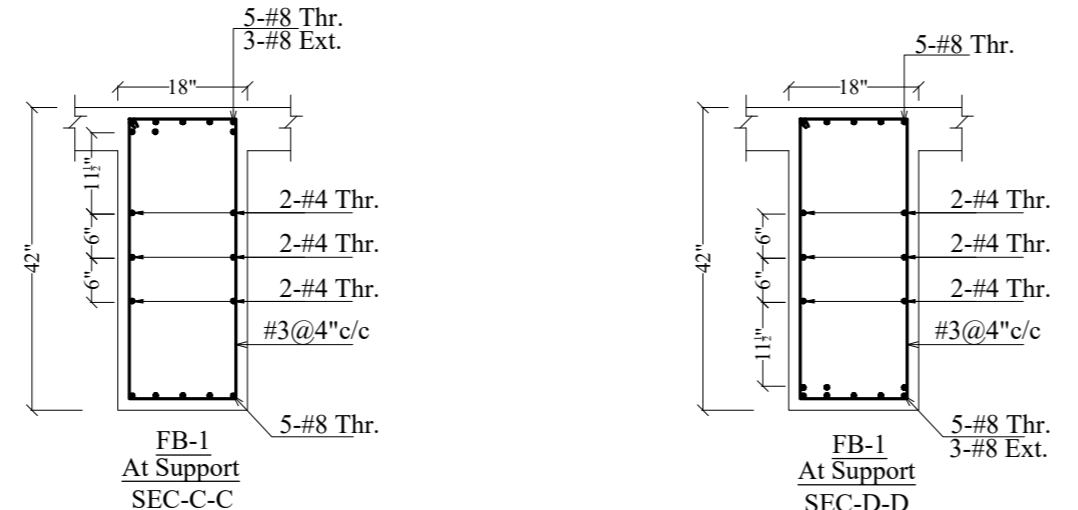 5-#8 Thr.
3-#8 Ext.
18"
11½"
42"
6"
6"
2-#4 Thr.
2-#4 Thr.
2-#4 Thr.
#3@4"c/c
5-#8 Thr.
FB-1
At Support
SEC-C-C
5-#8 Thr.
18"
42"
6"
6"
11½"
2-#4 Thr.
2-#4 Thr.
2-#4 Thr.
#3@4"c/c
5-#8 Thr.
3-#8 Ext.
FB-1
At Support
SEC-D-D